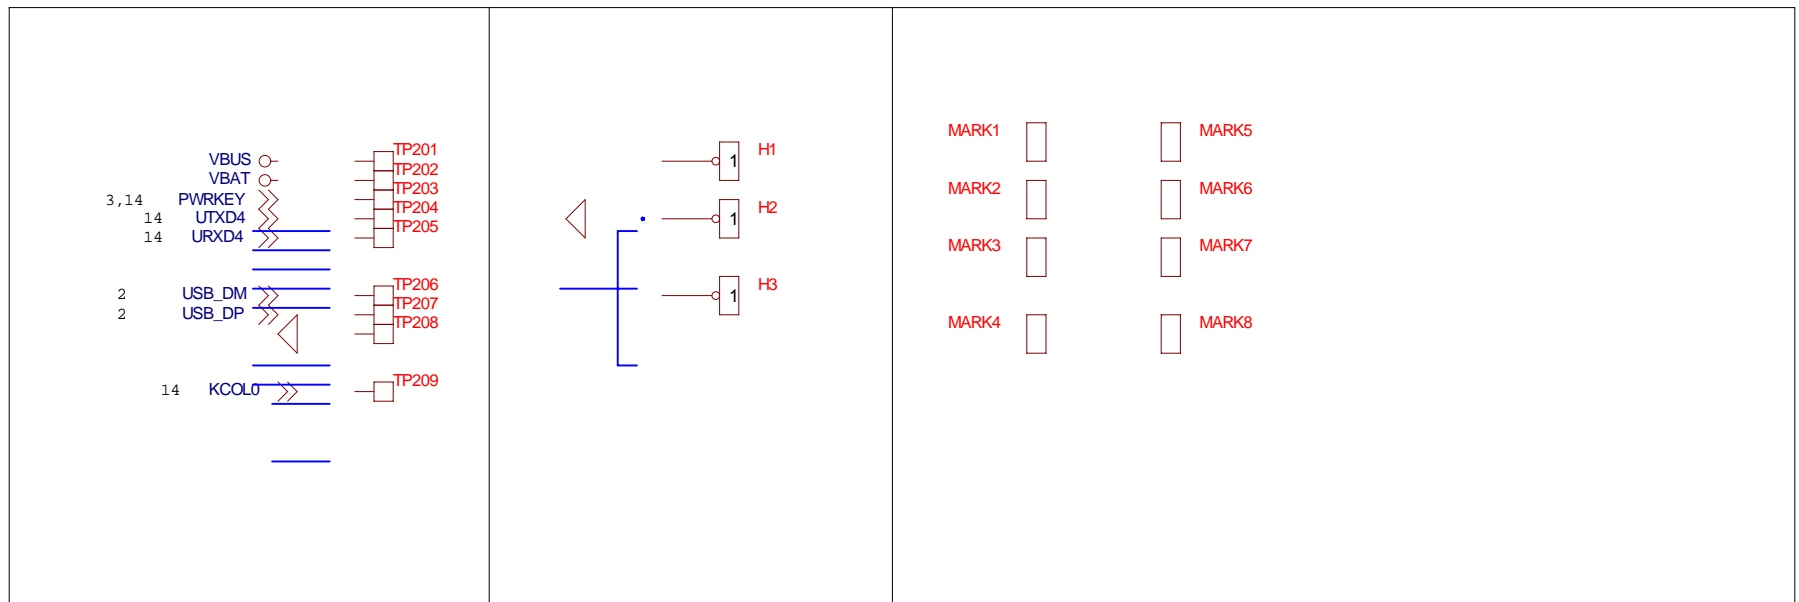 VBUS TP201
VBAT TP202
3,14 PWRKEY TP203
14 UTXD4 TP204
14 URXD4 TP205
2 USB_DM TP206
2 USB_DP TP207
TP208
14 KCOL0 TP209
1 H1
1 H2
1 H3
MARK1 MARK5
MARK2 MARK6
MARK3 MARK7
MARK4 MARK8